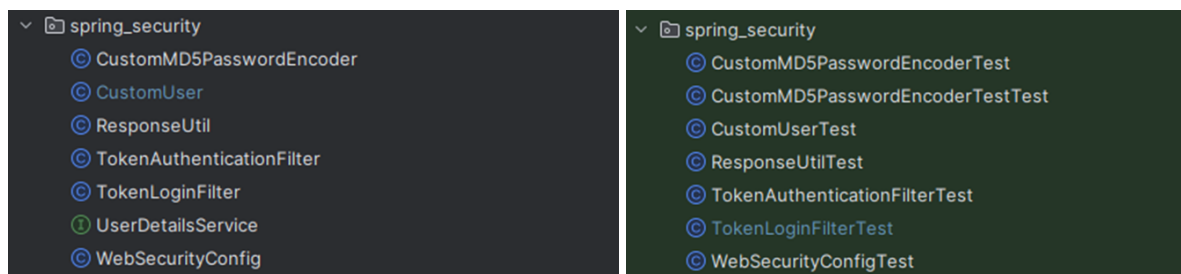 spring_security
CustomMD5PasswordEncoder
CustomUser
ResponseUtil
TokenAuthenticationFilter
TokenLoginFilter
UserDetailsService
WebSecurityConfig
spring_security
CustomMD5PasswordEncoderTest
CustomMD5PasswordEncoderTestTest
CustomUserTest
ResponseUtilTest
TokenAuthenticationFilterTest
TokenLoginFilterTest
WebSecurityConfigTest